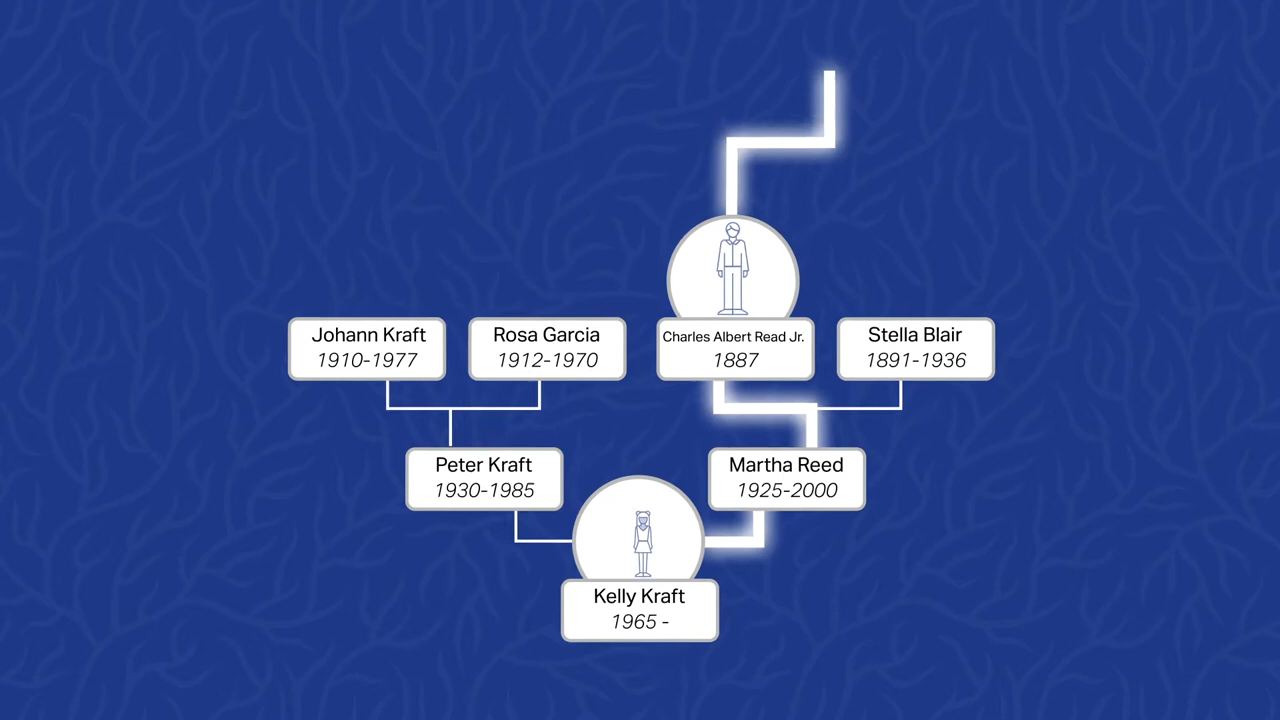 Johann Kraft
1910-1977
Rosa Garcia
1912-1970
Charles Albert Read Jr.
1887
Stella Blair
1891-1936
Peter Kraft
1930-1985
Martha Reed
1925-2000
Kelly Kraft
1965 -